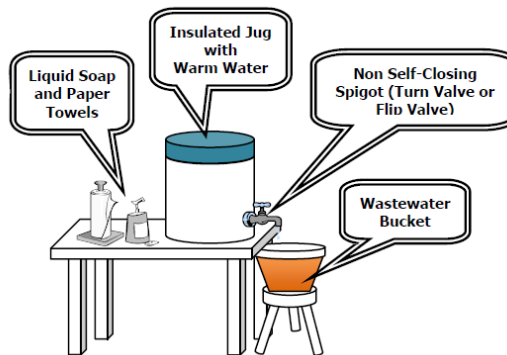 Insulated Jug
with
Warm Water
Liquid Soap
and Paper
Towels
Non Self-Closing
Spigot (Turn Valve or
Flip Valve)
Wastewater
Bucket